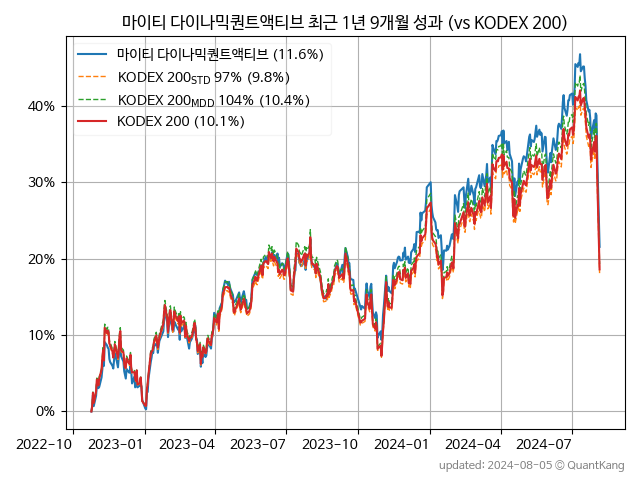 마이티 다이나믹퀀트액티브 최근 1년 9개월 성과 (vs KODEX 200)
마이티 다이나믹퀀트액티브 (11.6%)
KODEX 200STD 97% (9.8%)
KODEX 200MDD 104% (10.4%)
KODEX 200 (10.1%)
40%
30%
20%
10%
0%
2022-10 2023-01 2023-04 2023-07 2023-10 2024-01 2024-04 2024-07
updated: 2024-08-05 © QuantKang